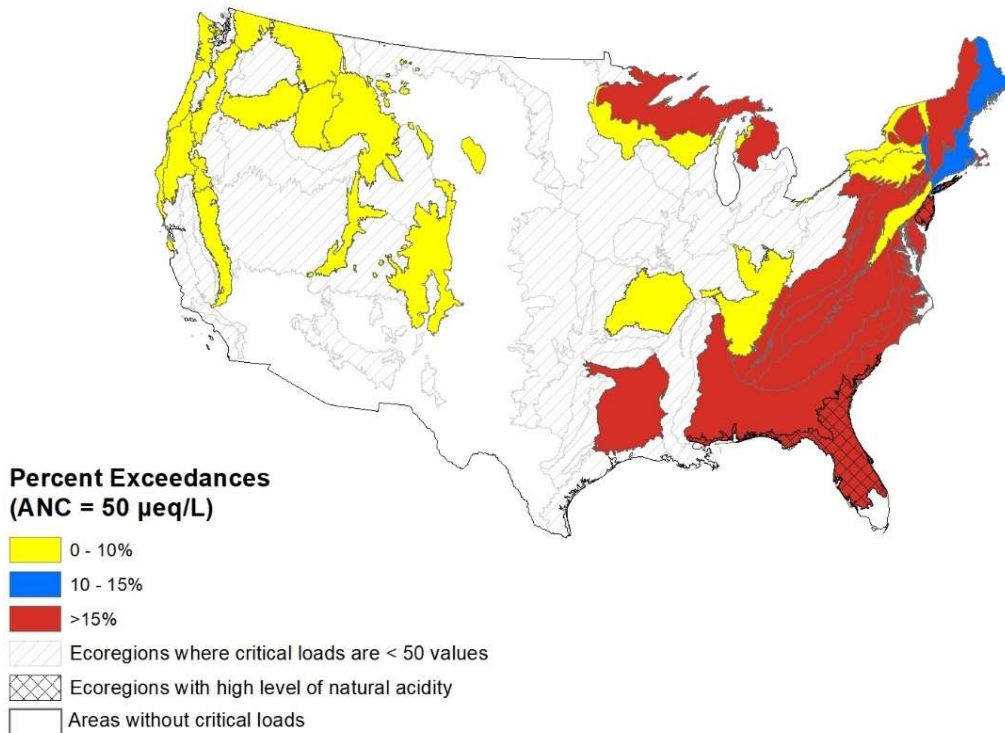 Percent Exceedances
(ANC = 50 µeq/L)
0 - 10%
10 - 15%
>15%
Ecoregions where critical loads are < 50 values
Ecoregions with high level of natural acidity
Areas without critical loads